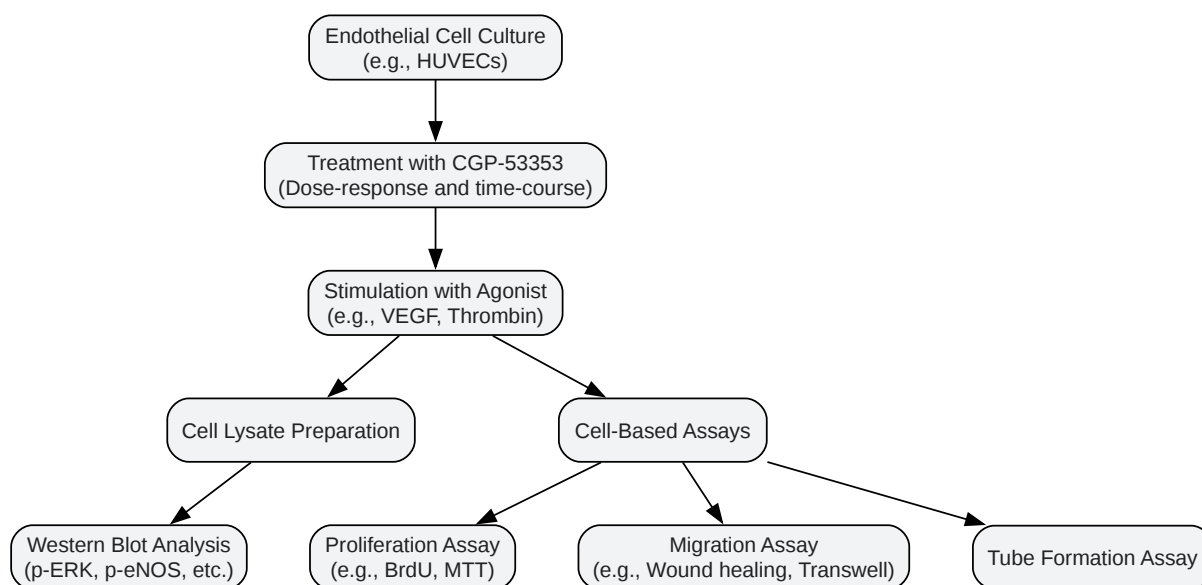 Endothelial Cell Culture
(e.g., HUVECs)
Treatment with CGP-53353
(Dose-response and time-course)
Stimulation with Agonist
(e.g., VEGF, Thrombin)
Cell Lysate Preparation
Cell-Based Assays
Western Blot Analysis
(p-ERK, p-eNOS, etc.)
Proliferation Assay
(e.g., BrdU, MTT)
Migration Assay
(e.g., Wound healing, Transwell)
Tube Formation Assay